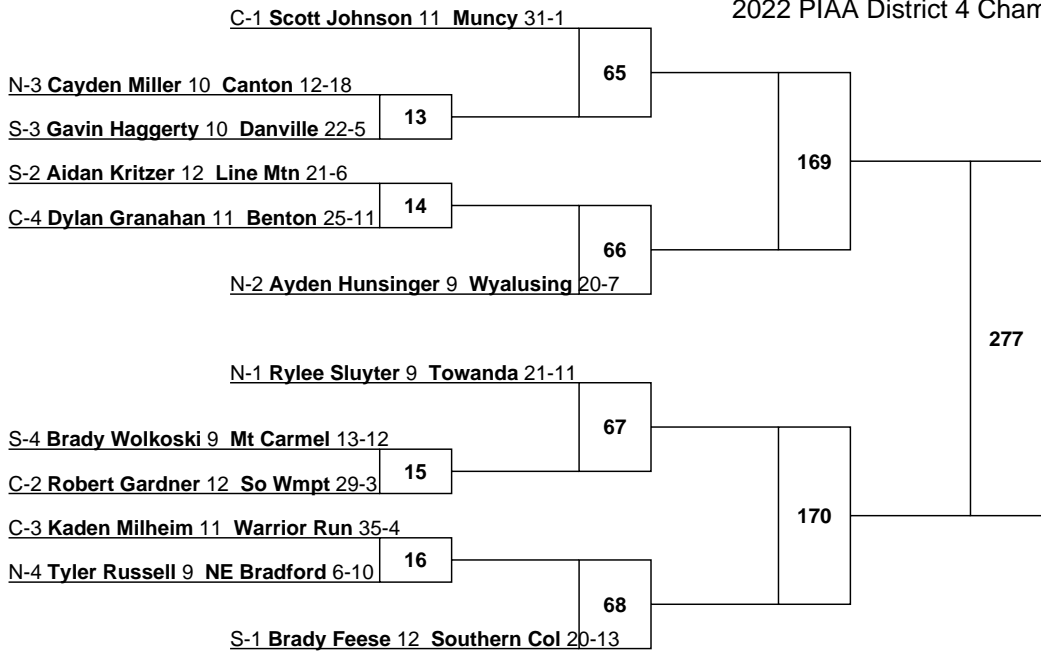 2022 PIAA District 4 Cham
C-1 Scott Johnson 11 Muncy 31-1
65
N-3 Cayden Miller 10 Canton 12-18
13
S-3 Gavin Haggerty 10 Danville 22-5
169
S-2 Aidan Kritzer 12 Line Mtn 21-6
14
C-4 Dylan Granahan 11 Benton 25-11
66
N-2 Ayden Hunsinger 9 Wyalusing 20-7
277
N-1 Rylee Sluyter 9 Towanda 21-11
67
S-4 Brady Wolkoski 9 Mt Carmel 13-12
15
C-2 Robert Gardner 12 So Wmpt 29-3
170
C-3 Kaden Milheim 11 Warrior Run 35-4
16
N-4 Tyler Russell 9 NE Bradford 6-10
68
S-1 Brady Feese 12 Southern Col 20-13